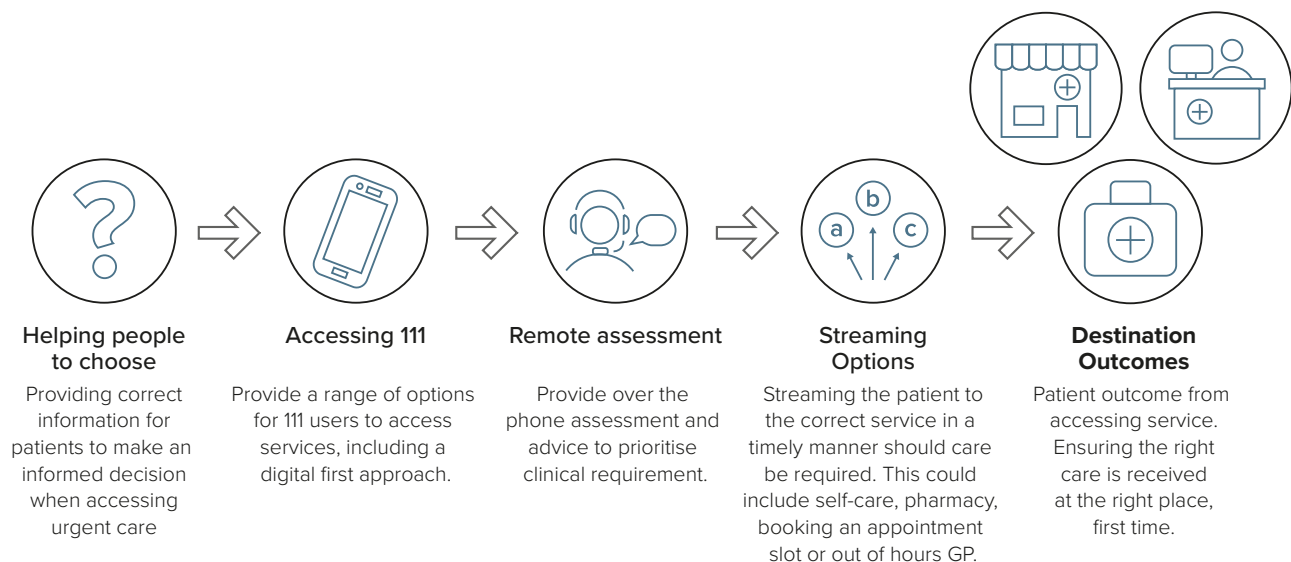 a
b
c
Helping people
to choose
Providing correct
information for
patients to make an
informed decision
when accessing
urgent care
Accessing 111
Provide a range of options
for 111 users to access
services, including a
digital first approach.
Remote assessment
Provide over the
phone assessment and
advice to prioritise
clinical requirement.
Streaming
Options
Streaming the patient to
the correct service in a
timely manner should care
be required. This could
include self-care, pharmacy,
booking an appointment
slot or out of hours GP.
Destination
Outcomes
Patient outcome from
accessing service.
Ensuring the right
care is received
at the right place,
first time.